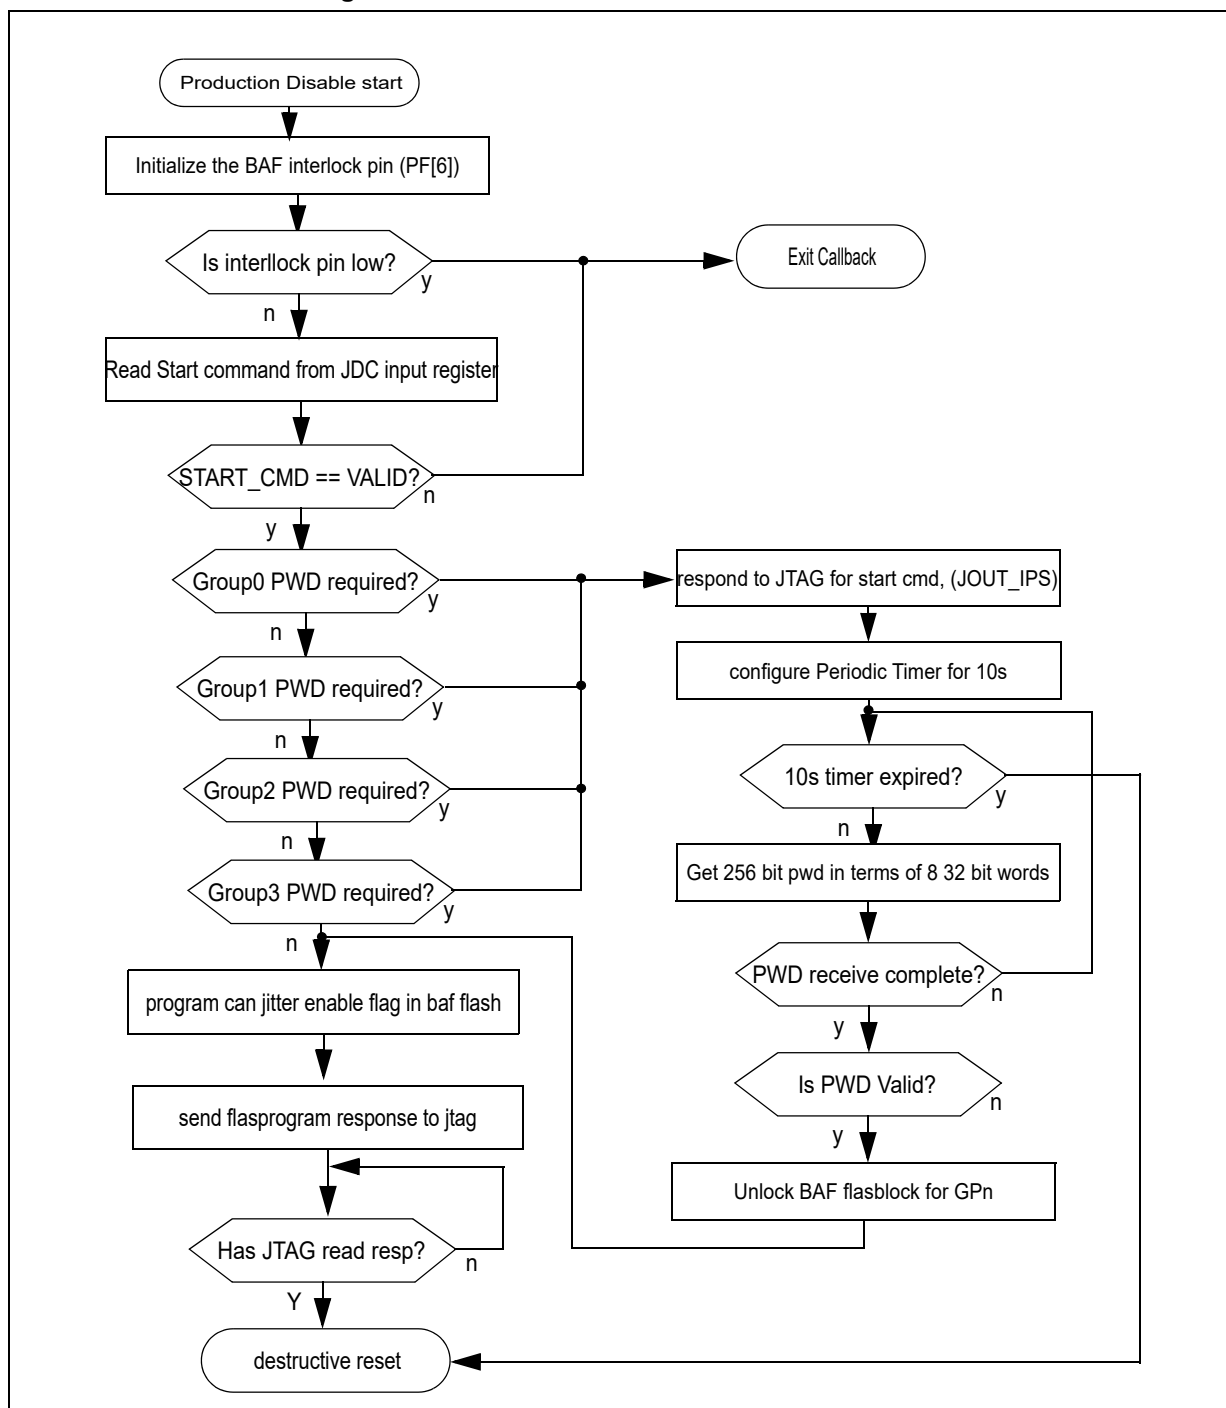 Production Disable start
Initialize the BAF interlock pin (PF[6])
Is interllock pin low?
y
Exit Callback
n
Read Start command from JDC input register
START_CMD == VALID?
n
y
Group0 PWD required?
y
n
Group1 PWD required?
y
n
Group2 PWD required?
y
n
Group3 PWD required?
y
n
program can jitter enable flag in baf flash
send flasprogram response to jtag
Has JTAG read resp?
n
Y
destructive reset
respond to JTAG for start cmd, (JOUT_IPS)
configure Periodic Timer for 10s
10s timer expired?
y
n
Get 256 bit pwd in terms of 8 32 bit words
PWD receive complete?
n
y
Is PWD Valid?
n
y
Unlock BAF flasblock for GPn